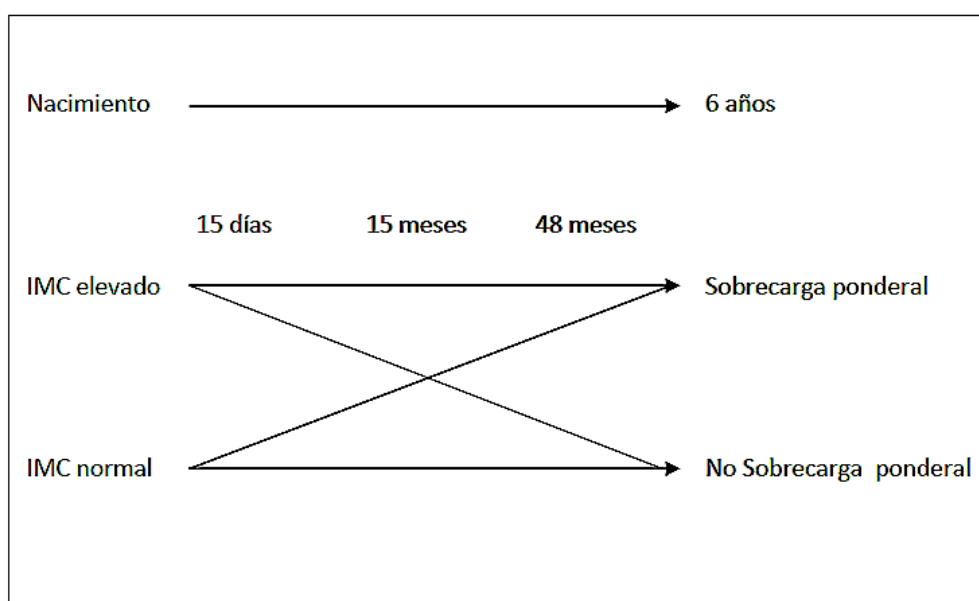 Nacimiento 6 años
15 días 15 meses 48 meses
IMC elevado Sobrecarga ponderal
IMC normal No Sobrecarga ponderal